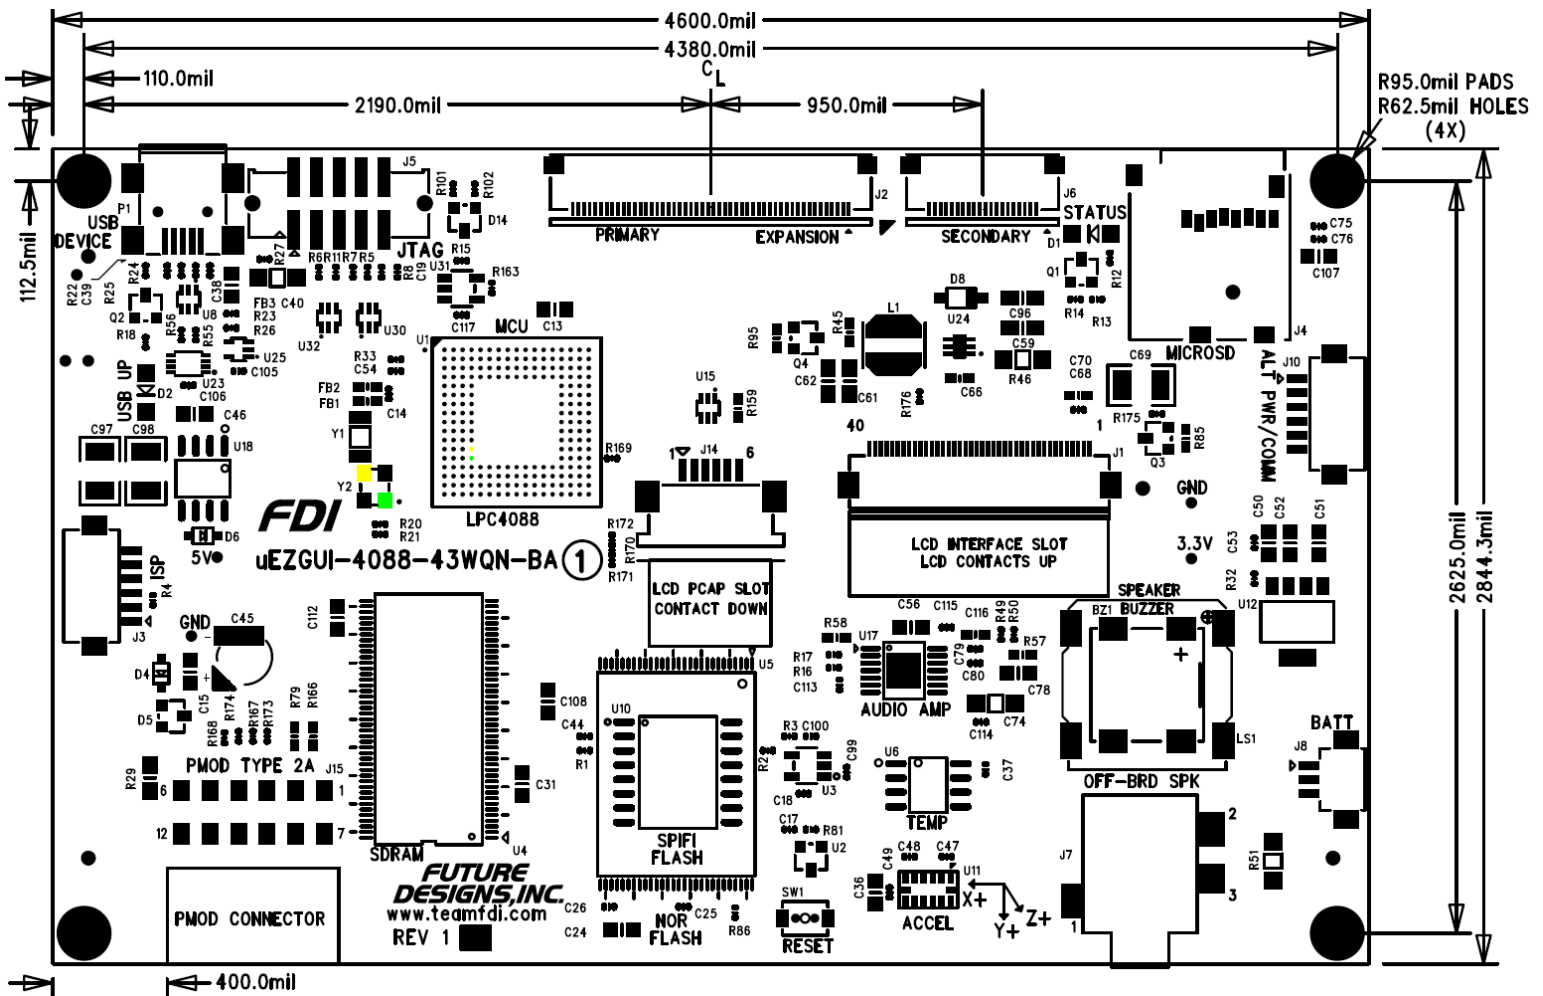 4600.0mil
4380.0mil
110.0mil
CL
2190.0mil
950.0mil
R95.0mil PADS
R62.5mil HOLES
(4X)
112.5mil
2625.0mil
2844.3mil
400.0mil
P1
USB
DEVICE
J5
JTAG
R27
R101
R102
D14
R15
U31
R163
C117
R6
R11
R7
R5
R8
C19
J2
PRIMARY
EXPANSION
J6
SECONDARY
STATUS
D1
Q1
R12
R14
R13
MICROSD
J4
C75
C76
C107
R22
C39
R25
R24
Q2
R18
R56
U8
R55
C38
FB3
C40
R23
R26
U25
C105
U23
C106
U32
U30
USB UP
D2
C46
C97
C98
U18
D6
5V
MCU
U1
LPC4088
C13
R33
C54
FB2
FB1
C14
Y1
Y2
R20
R21
R169
R95
Q4
R45
L1
D8
U24
C96
C59
R46
C66
C62
C61
R176
U15
R159
C70
C68
C69
R175
Q3
R85
J10
ALT PWR/COMM
1
J14
6
40
1
J1
GND
3.3V
C50
C52
C51
C53
R32
U12
FDI
uEZGUI-4088-43WQN-BA 1
R172
R170
R171
LCD INTERFACE SLOT
LCD CONTACTS UP
LCD PCAP SLOT
CONTACT DOWN
ISP
R4
J3
GND
C45
-
+
D4
C15
D5
R168
R174
R167
R173
R79
R166
C112
R29
PMOD TYPE 2A
J15
6
1
12
7
PMOD CONNECTOR
SDRAM
U4
C108
C31
C44
R1
U10
U5
SPIFI
FLASH
NOR
FLASH
C26
C24
C25
R86
FUTURE
DESIGNS,INC.
www.teamfdi.com
REV 1
R58
R17
R16
C113
U17
C56
C115
C116
R49
R50
R57
C79
C80
C78
C74
C114
AUDIO AMP
SPEAKER
BUZZER
BZ1
+
LS1
OFF-BRD SPK
R3
C100
R2
C99
C18
U3
C17
R81
U2
U6
C37
TEMP
C48
C47
C49
C36
U11
ACCEL
X+
Y+
Z+
SW1
RESET
BATT
J8
J7
2
3
1
R51